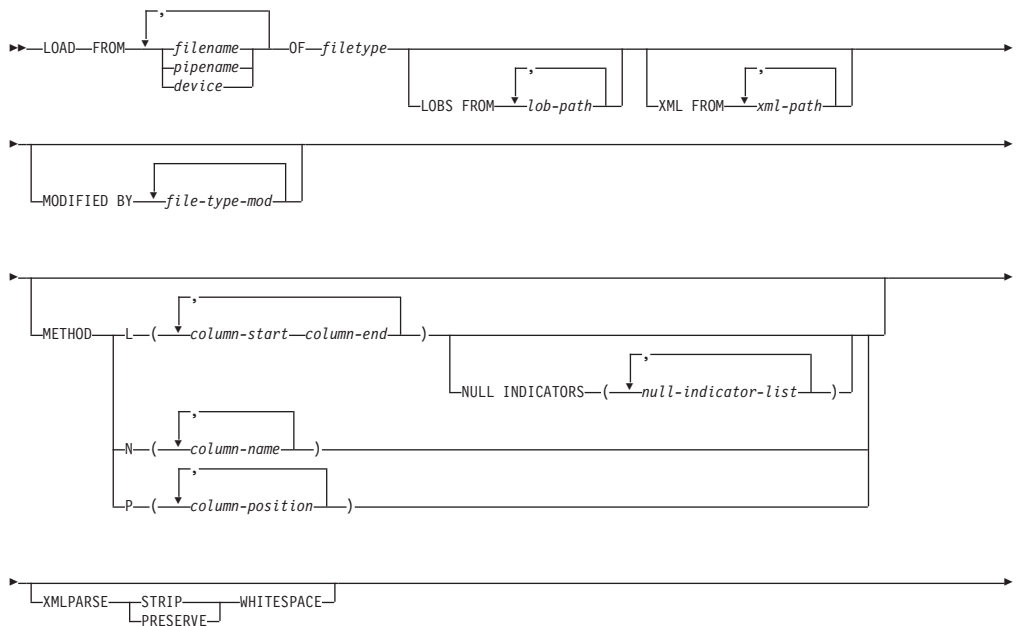 ,
LOAD FROM filename OF filetype
pipename
device
, ,
LOBS FROM lob-path XML FROM xml-path
MODIFIED BY file-type-mod
,
METHOD L ( column-start column-end )
,
NULL INDICATORS ( null-indicator-list )
,
N ( column-name )
,
P ( column-position )
XMLPARSE STRIP WHITESPACE
PRESERVE